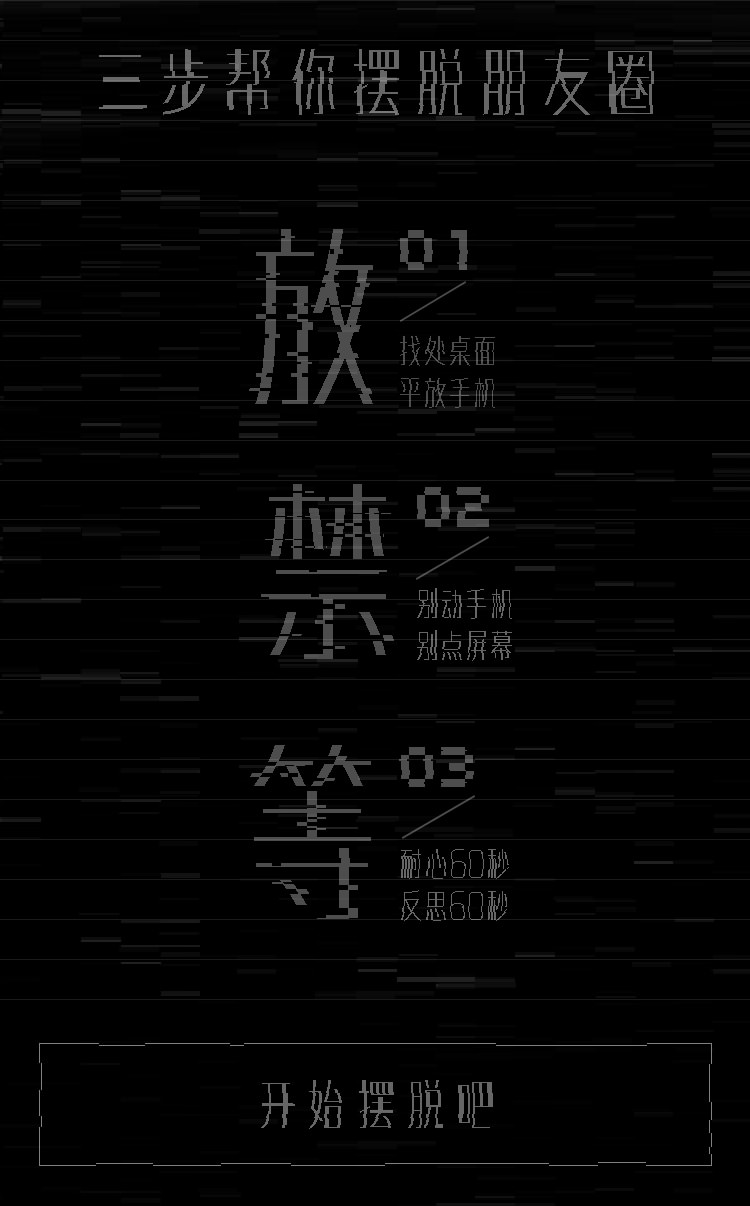 三步帮你摆脱朋友圈
放
01
找处桌面
平放手机
禁
02
别动手机
别点屏幕
等
03
耐心60秒
反思60秒
开始摆脱吧